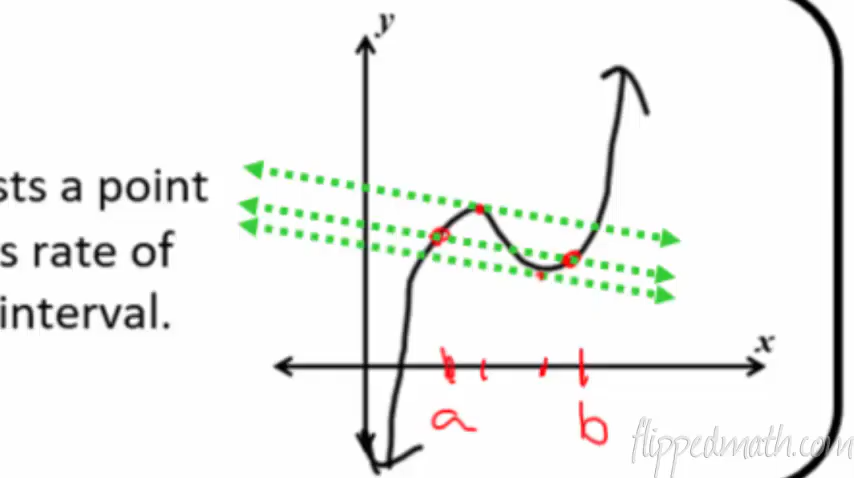 y
sts a point
s rate of
interval.
x
a
b
flippedmath.com